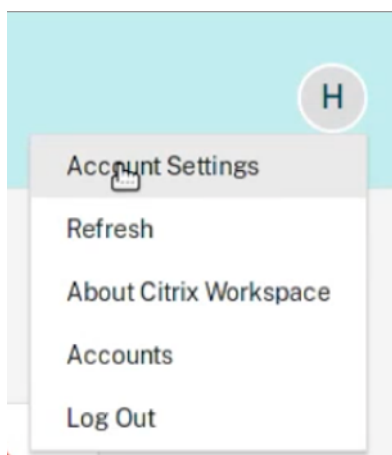 H
Account Settings
Refresh
About Citrix Workspace
Accounts
Log Out